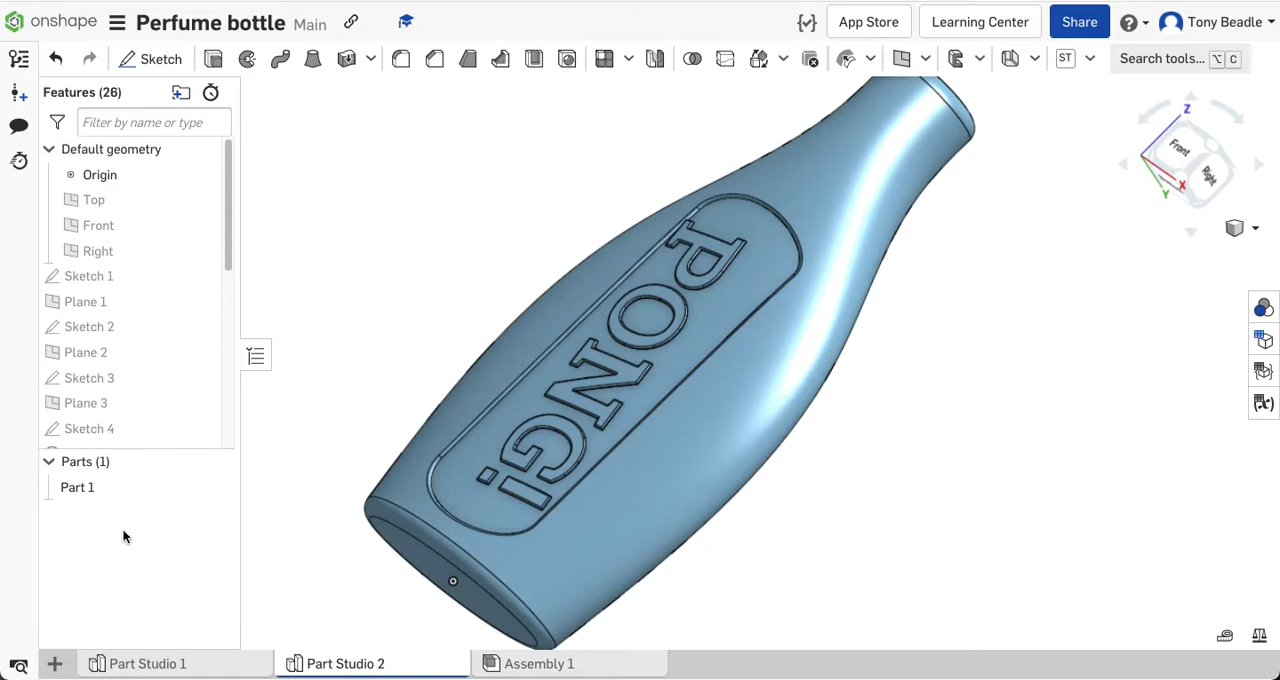 onshape Perfume bottle Main App Store Learning Center Share Tony Beadle
Sketch ST Search tools... ⌥ C
Features (26)
Filter by name or type
Default geometry
Origin
Top
Front
Right
Sketch 1
Plane 1
Sketch 2
Plane 2
Sketch 3
Plane 3
Sketch 4
Parts (1)
Part 1
PONG!
Z
Front
Right
X
Y
Part Studio 1 Part Studio 2 Assembly 1